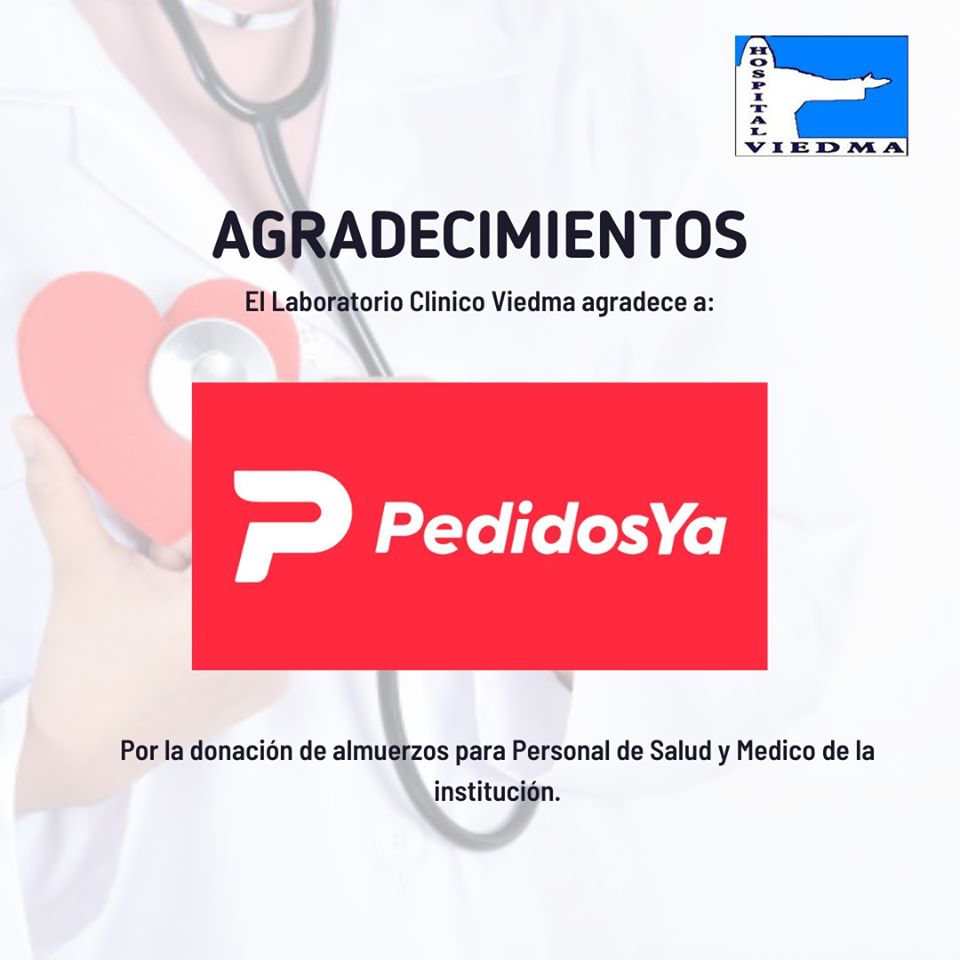 HOSPITAL
VIEDMA
AGRADECIMIENTOS
El Laboratorio Clinico Viedma agradece a:
PedidosYa
Por la donación de almuerzos para Personal de Salud y Medico de la
institución.